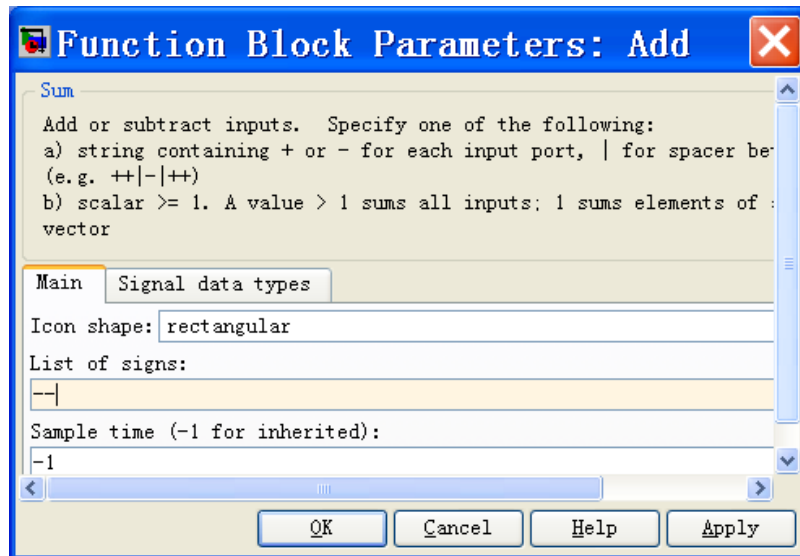 Function Block Parameters: Add
Sum
Add or subtract inputs. Specify one of the following:
a) string containing + or - for each input port, | for spacer
(e.g. ++|-|++)
b) scalar >= 1. A value > 1 sums all inputs; 1 sums elements of
vector
Main
Signal data types
Icon shape: rectangular
List of signs:
--
Sample time (-1 for inherited):
-1
OK
Cancel
Help
Apply